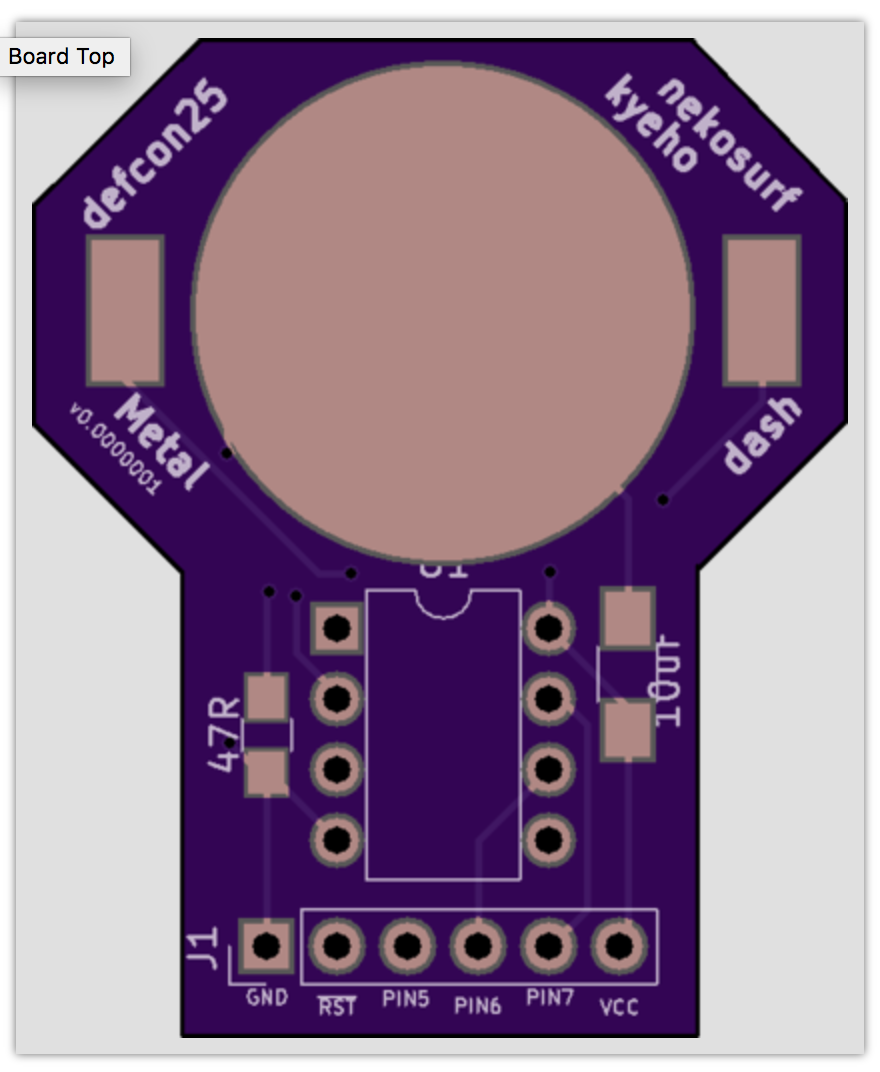 Board Top
defcon25
nekosurf
kyeho
Metal
v0.0000001
dash
U1
47R
10uf
J1
GND
RST
PIN5
PIN6
PIN7
VCC